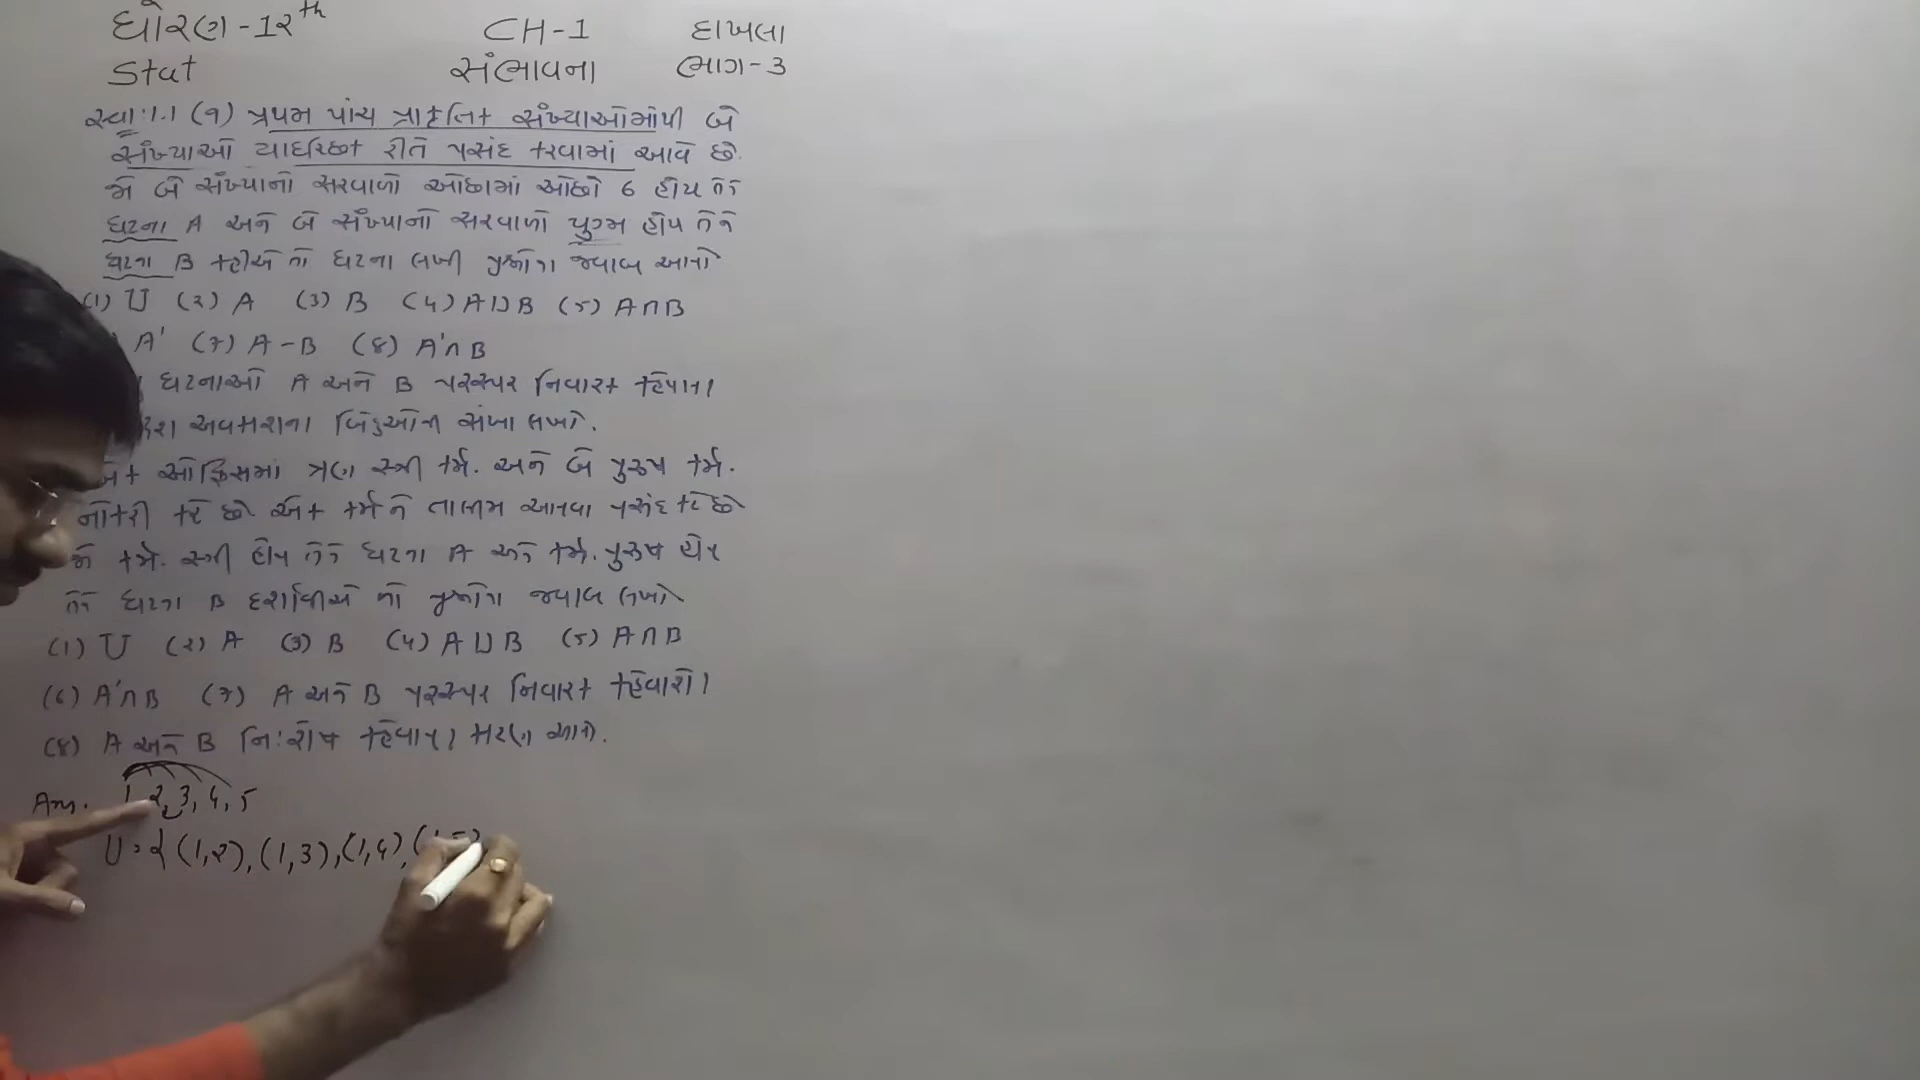 ધોરણ-12th CH-1 દાખલા
Stat સંભાવના ભાગ-3
સ્વા:1.1 (૧) પ્રથમ પાંચ પ્રાકૃતિક સંખ્યાઓમાંથી બે
સંખ્યાઓ યાદચ્છિક રીતે પસંદ કરવામાં આવે છે.
જો બે સંખ્યાનો સરવાળો ઓછામાં ઓછો 6 હોય તેને
ઘટના A અને બે સંખ્યાનો સરવાળો યુગ્મ હોય તેને
ઘટના B કહીએ તો ઘટના લખી પ્રશ્નોના જવાબ આપો
(1) U (2) A (3) B (4) A∪B (5) A∩B
A' (7) A-B (8) A'∩B
ઘટનાઓ A અને B પરસ્પર નિવારક કહેવાય?
અવકાશના બિંદુઓની સંખ્યા લખો.
ઓફિસમાં ત્રણ સ્ત્રી કર્મ. અને બે પુરુષ કર્મ.
નોકરી કરે છે એક કર્મ ને તાલીમ આપવા પસંદ કરે છે
જો કર્મ. સ્ત્રી હોય તેને ઘટના A અને કર્મ. પુરુષ હોય
તેને ઘટના B દર્શાવીએ તો પ્રશ્નોના જવાબ લખો
(1) U (2) A (3) B (4) A∪B (5) A∩B
(6) A'∩B (7) A અને B પરસ્પર નિવારક કહેવાશે?
(8) A અને B નિ:શેષ કહેવાય? કારણ આપો.
Ans. 1, 2, 3, 4, 5
U = { (1,2), (1,3), (1,4), (1,5)